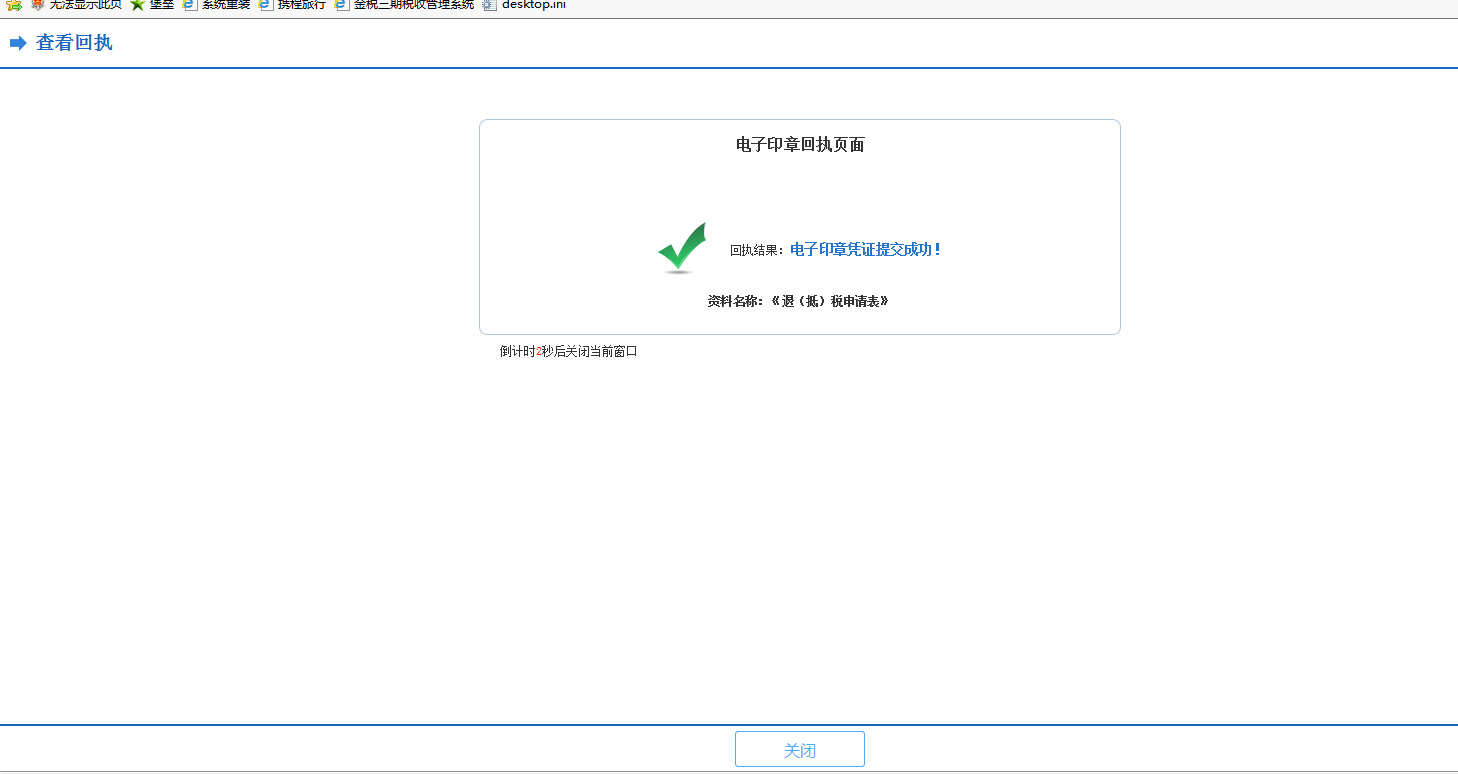 无法显示此页 堡垒 系统重装 携程旅行 金税三期税收管理系统 desktop.ini
查看回执
电子印章回执页面
回执结果：电子印章凭证提交成功！
资料名称：《退（抵）税申请表》
倒计时2秒后关闭当前窗口
关闭